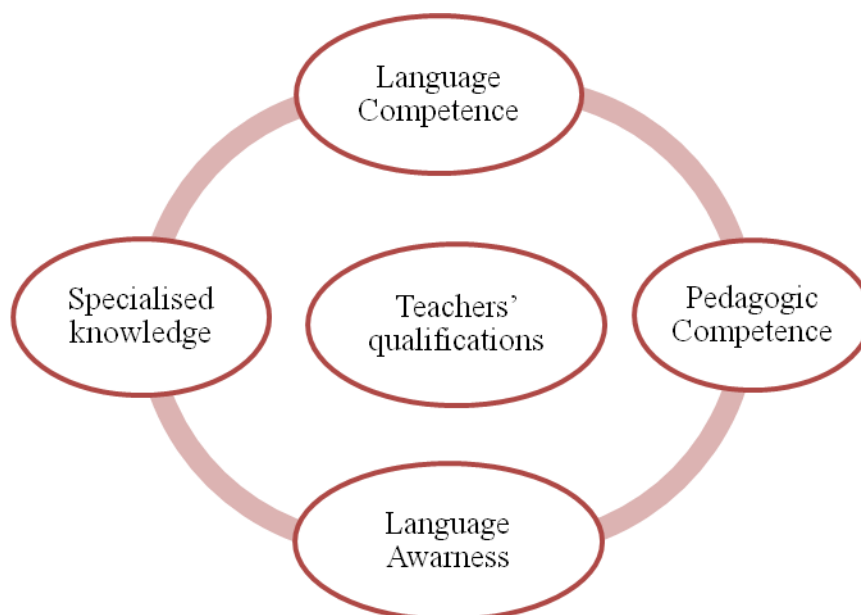 Language
Competence
Specialised
knowledge
Teachers’
qualifications
Pedagogic
Competence
Language
Awarness